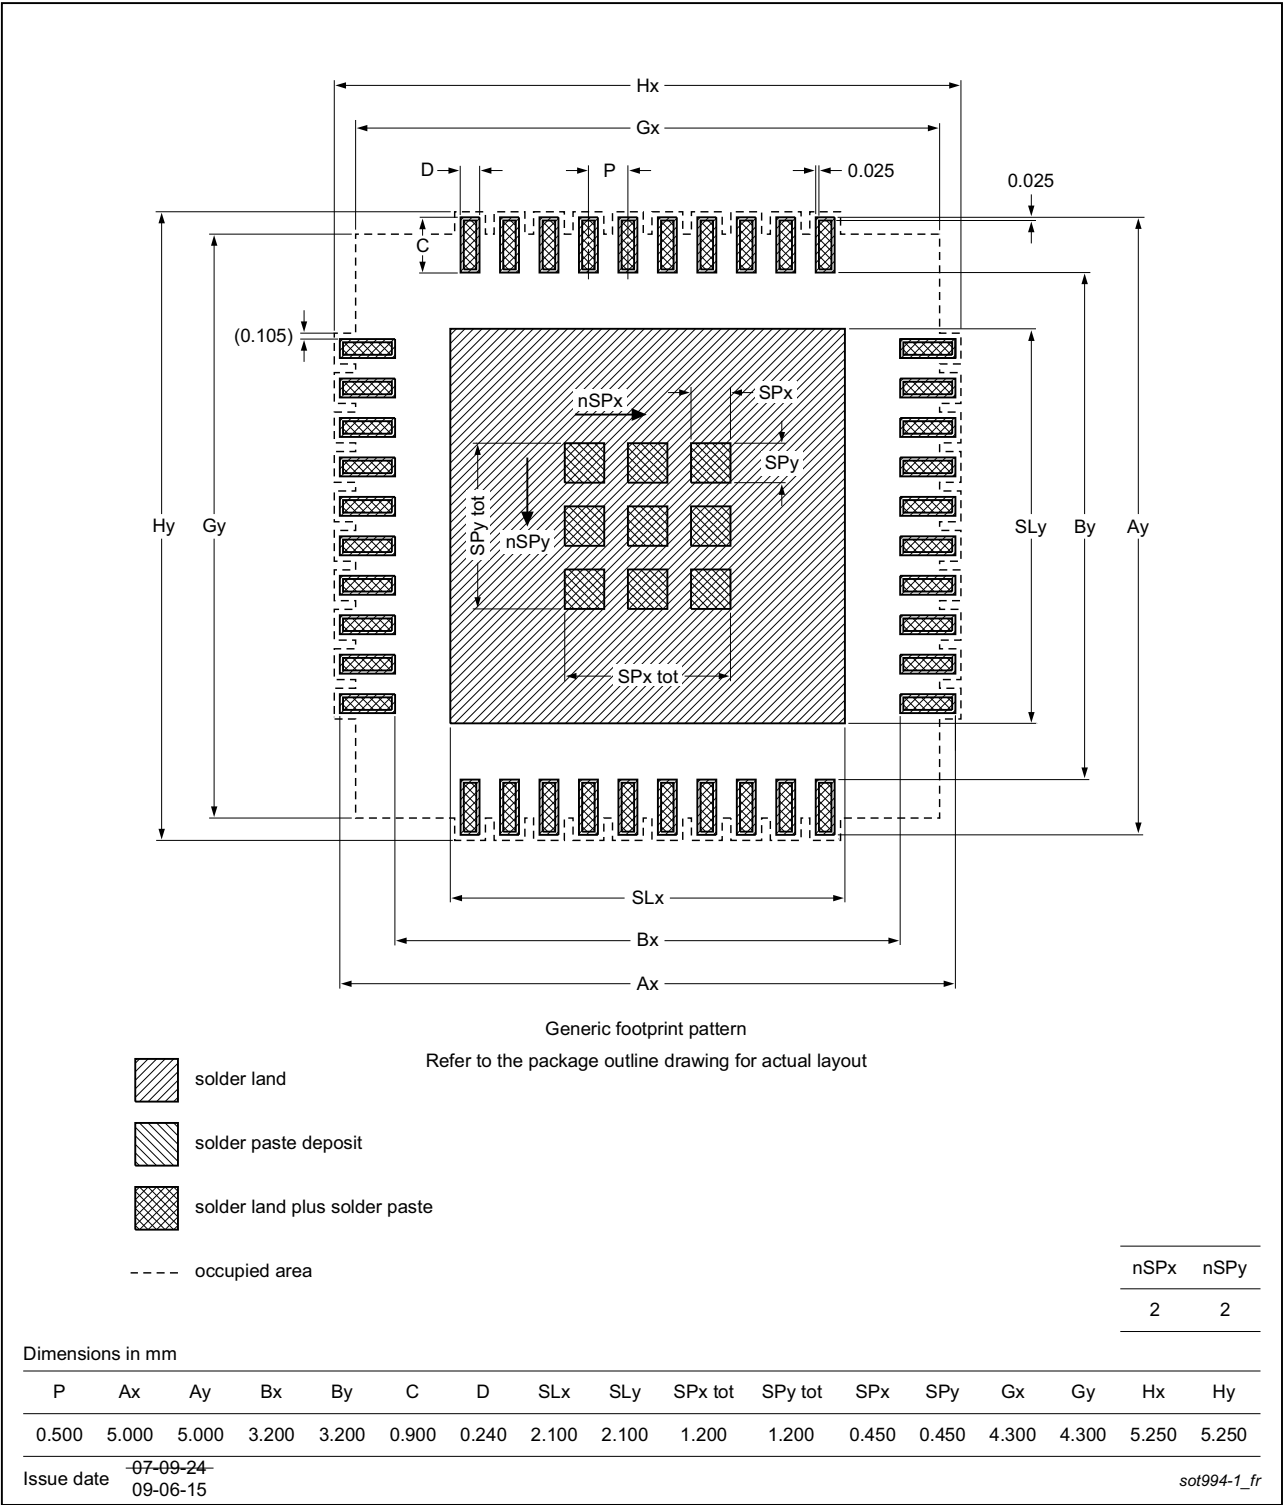 Hx
Gx
D
P
0.025
0.025
C
(0.105)
nSPx
SPx
SPy
SPy tot
nSPy
Hy
Gy
SLy
By
Ay
SPx tot
SLx
Bx
Ax
Generic footprint pattern
Refer to the package outline drawing for actual layout
solder land
solder paste deposit
solder land plus solder paste
occupied area
nSPx nSPy
2 2
Dimensions in mm
P Ax Ay Bx By C D SLx SLy SPx tot SPy tot SPx SPy Gx Gy Hx Hy
0.500 5.000 5.000 3.200 3.200 0.900 0.240 2.100 2.100 1.200 1.200 0.450 0.450 4.300 4.300 5.250 5.250
Issue date 07-09-24
09-06-15
sot994-1_fr